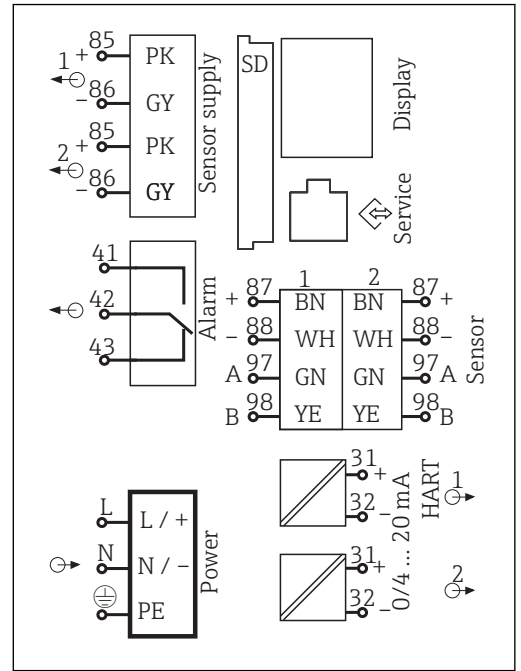 1 + 85 PK
- 86 GY
2 + 85 PK
- 86 GY
Sensor supply
SD
Display
Service
41
42
43
Alarm
1 2
+ 87 BN BN 87 +
- 88 WH WH 88 -
A 97 GN GN 97 A
B 98 YE YE 98 B
Sensor
L L / +
N N / -
PE
Power
31 +
32 -
31 +
32 -
0/4 ... 20 mA
HART
1
2